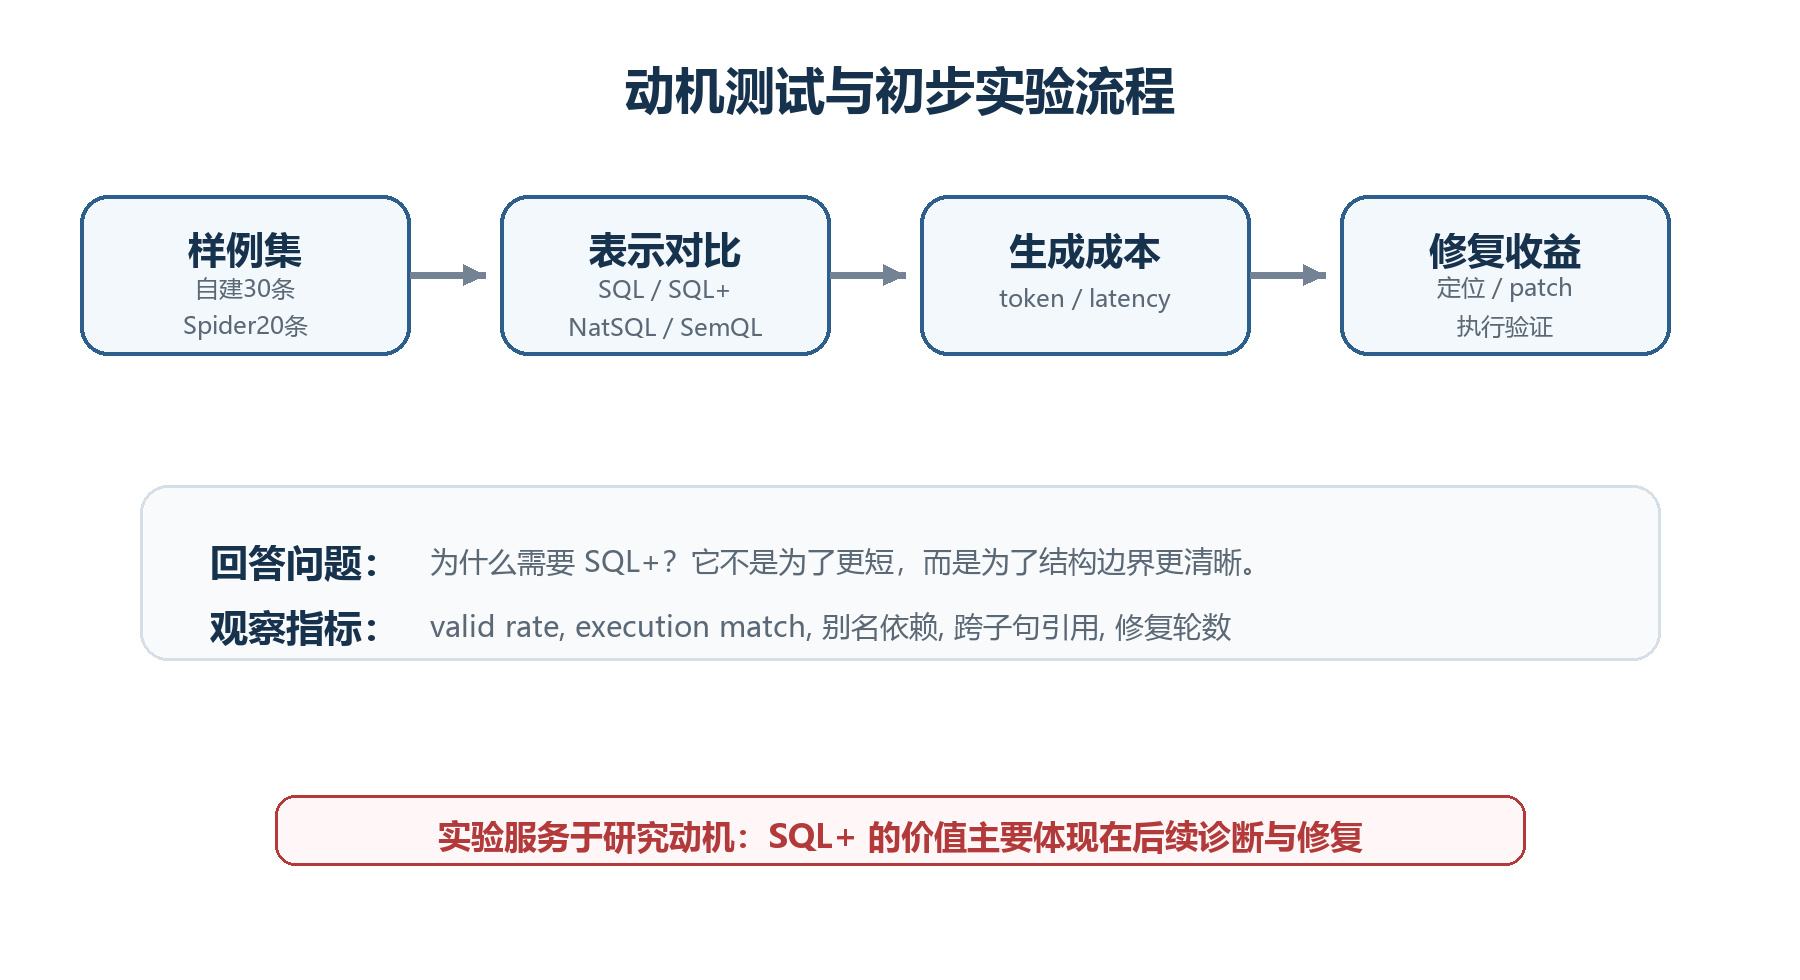 动机测试与初步实验流程
样例集
自建30条
Spider20条
表示对比
SQL / SQL+
NatSQL / SemQL
生成成本
token / latency
修复收益
定位 / patch
执行验证
回答问题： 为什么需要 SQL+？它不是为了更短，而是为了结构边界更清晰。
观察指标： valid rate, execution match, 别名依赖, 跨子句引用, 修复轮数
实验服务于研究动机：SQL+ 的价值主要体现在后续诊断与修复